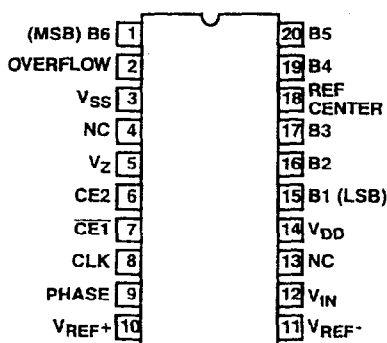 (MSB) B6 1 20 B5
OVERFLOW 2 19 B4
VSS 3 18 REF CENTER
NC 4 17 B3
VZ 5 16 B2
CE2 6 15 B1 (LSB)
CE1 7 14 VDD
CLK 8 13 NC
PHASE 9 12 VIN
VREF+ 10 11 VREF-